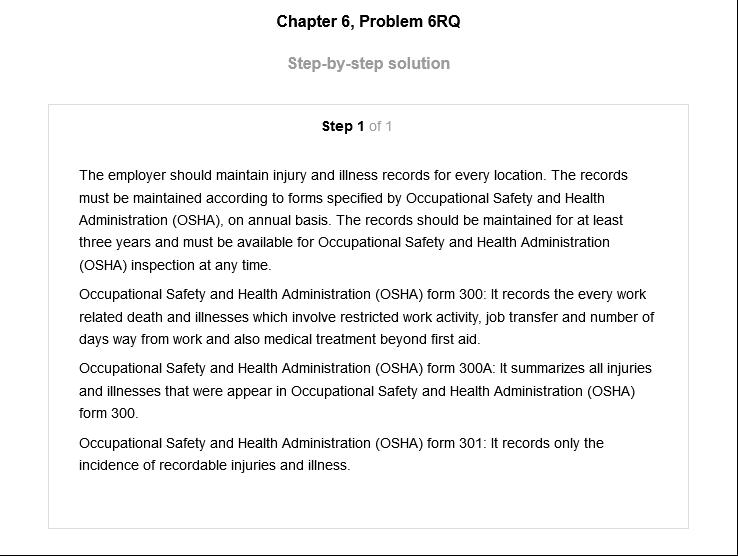 Chapter 6, Problem 6RQ
Step-by-step solution
Step 1 of 1
The employer should maintain injury and illness records for every location. The records
must be maintained according to forms specified by Occupational Safety and Health
Administration (OSHA), on annual basis. The records should be maintained for at least
three years and must be available for Occupational Safety and Health Administration
(OSHA) inspection at any time.
Occupational Safety and Health Administration (OSHA) form 300: It records the every work
related death and illnesses which involve restricted work activity, job transfer and number of
days way from work and also medical treatment beyond first aid.
Occupational Safety and Health Administration (OSHA) form 300A: It summarizes all injuries
and illnesses that were appear in Occupational Safety and Health Administration (OSHA)
form 300.
Occupational Safety and Health Administration (OSHA) form 301: It records only the
incidence of recordable injuries and illness.